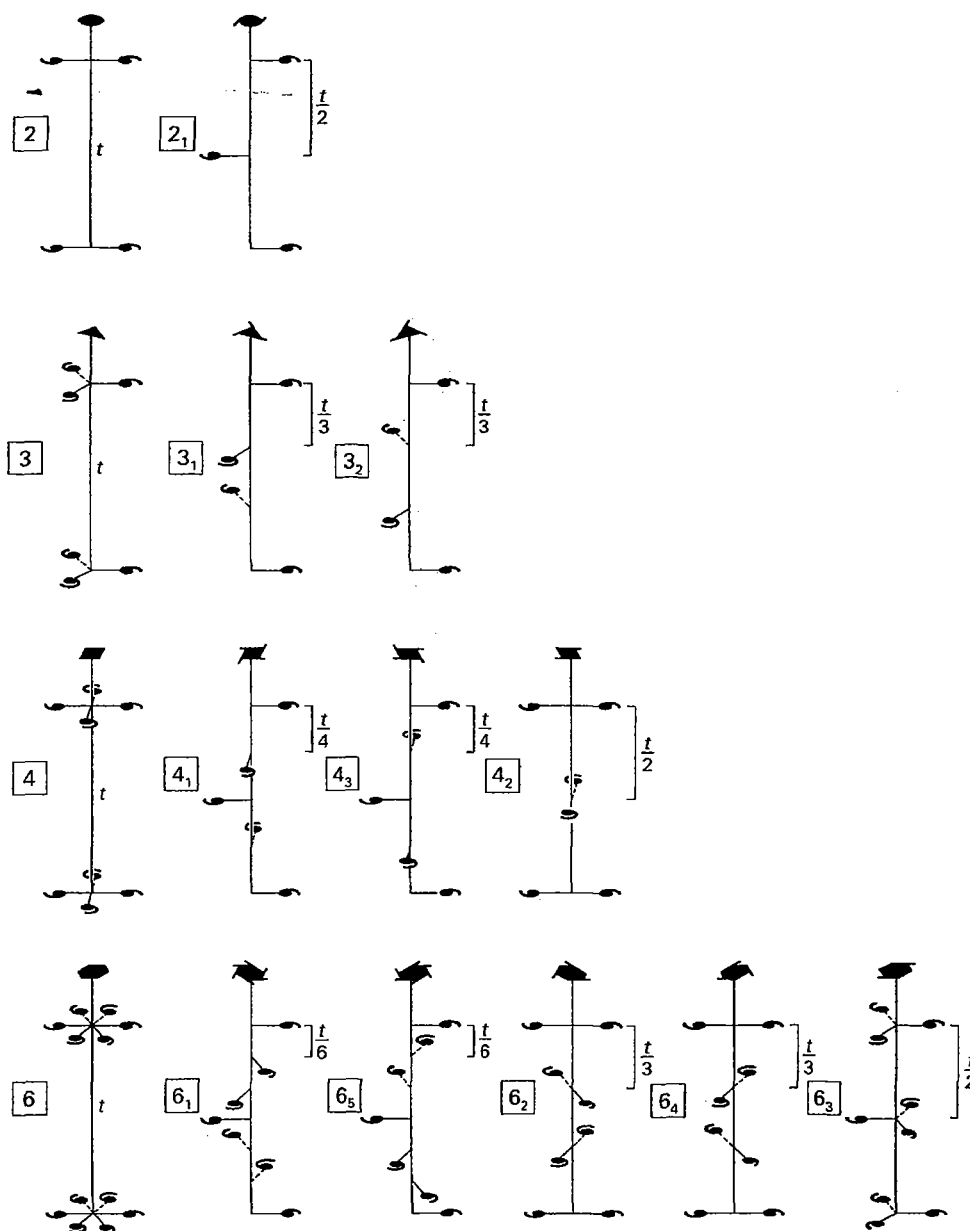 2 t 2₁ t/2
3 t 3₁ t/3 3₂ t/3
4 t 4₁ t/4 4₃ t/4 4₂ t/2
6 t 6₁ t/6 6₅ t/6 6₂ t/3 6₄ t/3 6₃ t/2